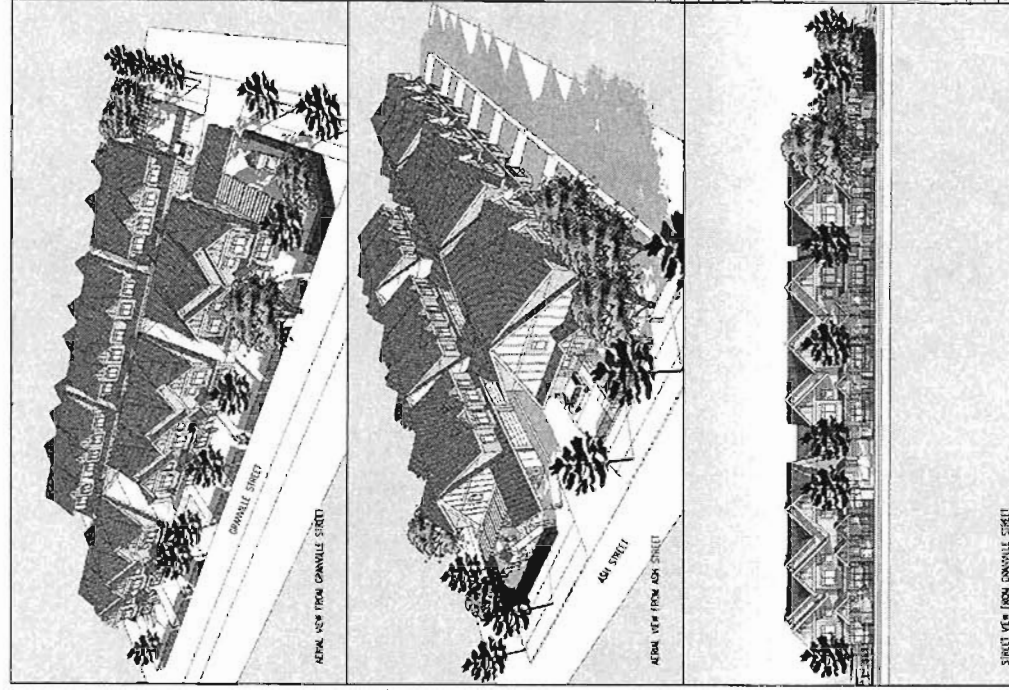 GRANVILLE STREET
AERIAL VIEW FROM GRANVILLE STREET
ASH STREET
AERIAL VIEW FROM ASH STREET
STREET VIEW FROM GRANVILLE STREET